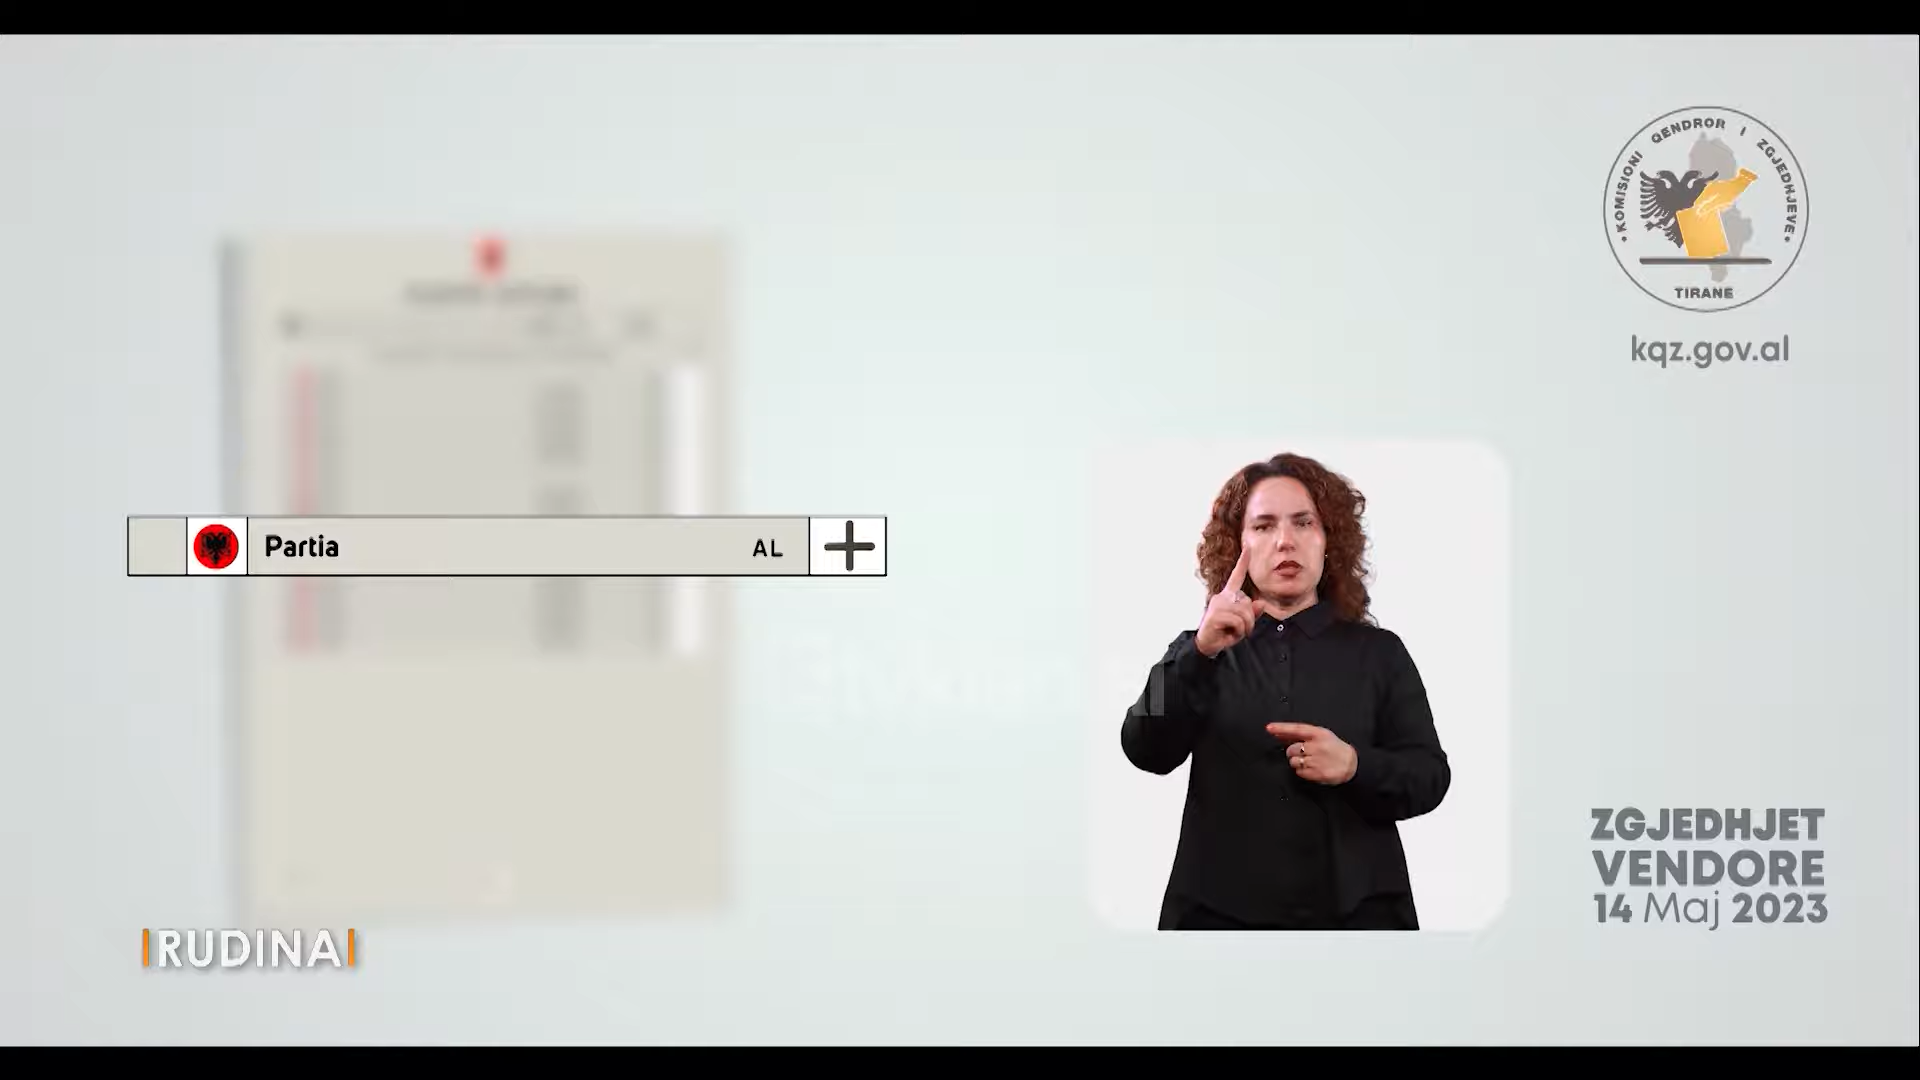 KOMISIONI QENDROR I ZGJEDHJEVE
TIRANE
kqz.gov.al
Partia AL
ZGJEDHJET
VENDORE
14 Maj 2023
RUDINA